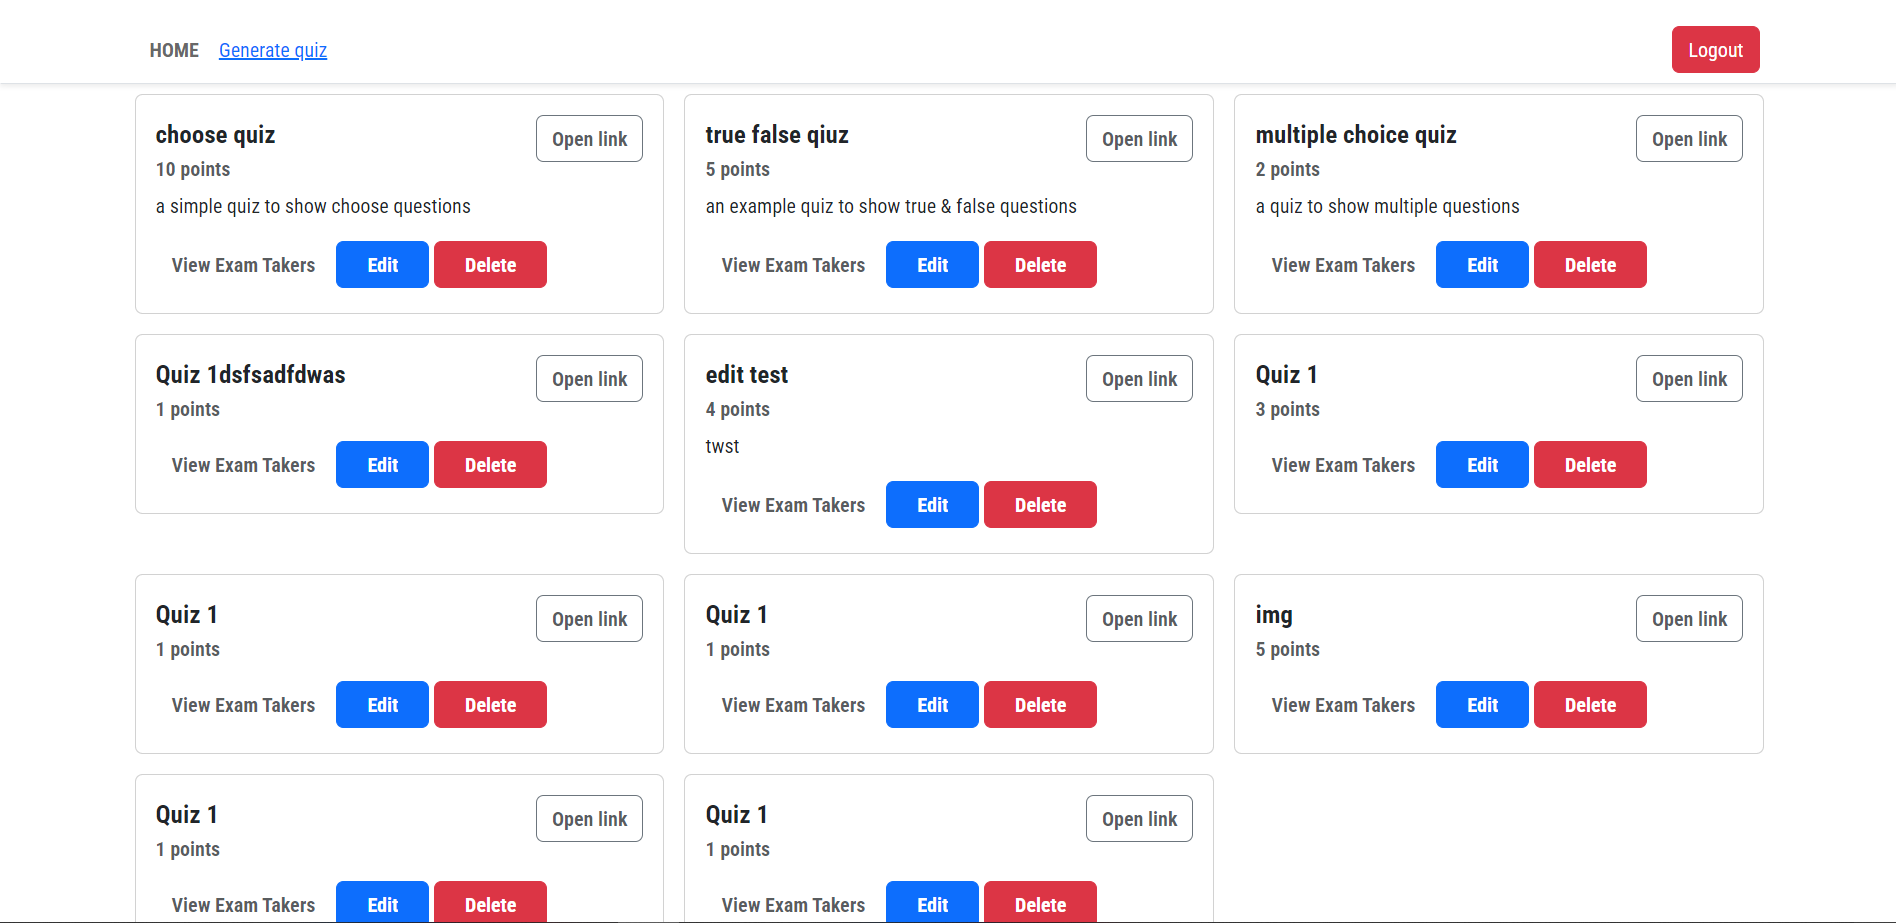 HOME Generate quiz Logout
choose quiz Open link
10 points
a simple quiz to show choose questions
View Exam Takers Edit Delete
true false qiuz Open link
5 points
an example quiz to show true & false questions
View Exam Takers Edit Delete
multiple choice quiz Open link
2 points
a quiz to show multiple questions
View Exam Takers Edit Delete
Quiz 1dsfsadfdwas Open link
1 points
View Exam Takers Edit Delete
edit test Open link
4 points
twst
View Exam Takers Edit Delete
Quiz 1 Open link
3 points
View Exam Takers Edit Delete
Quiz 1 Open link
1 points
View Exam Takers Edit Delete
Quiz 1 Open link
1 points
View Exam Takers Edit Delete
img Open link
5 points
View Exam Takers Edit Delete
Quiz 1 Open link
1 points
View Exam Takers Edit Delete
Quiz 1 Open link
1 points
View Exam Takers Edit Delete